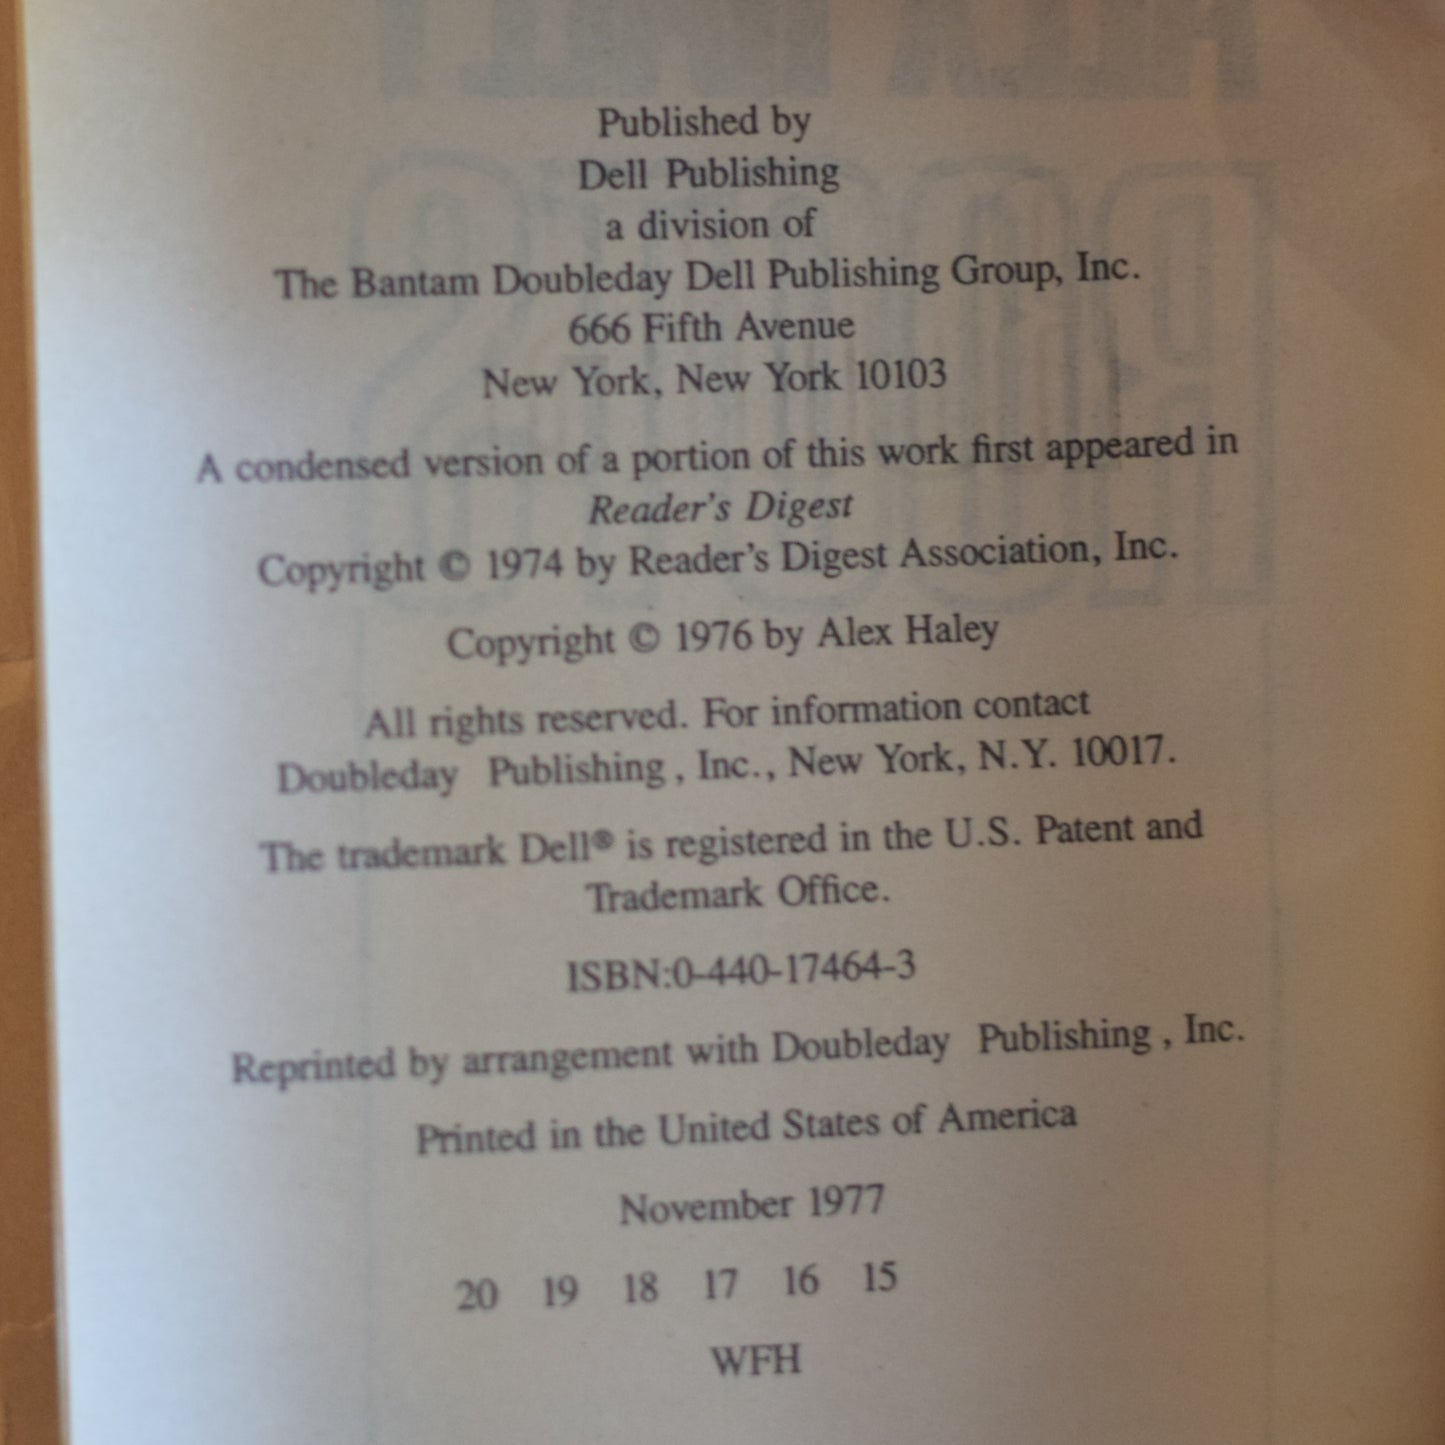 Published by
Dell Publishing
a division of
The Bantam Doubleday Dell Publishing Group, Inc.
666 Fifth Avenue
New York, New York 10103
A condensed version of a portion of this work first appeared in
Reader's Digest
Copyright © 1974 by Reader's Digest Association, Inc.
Copyright © 1976 by Alex Haley
All rights reserved. For information contact
Doubleday Publishing , Inc., New York, N.Y. 10017.
The trademark Dell® is registered in the U.S. Patent and
Trademark Office.
ISBN:0-440-17464-3
Reprinted by arrangement with Doubleday Publishing , Inc.
Printed in the United States of America
November 1977
20 19 18 17 16 15
WFH